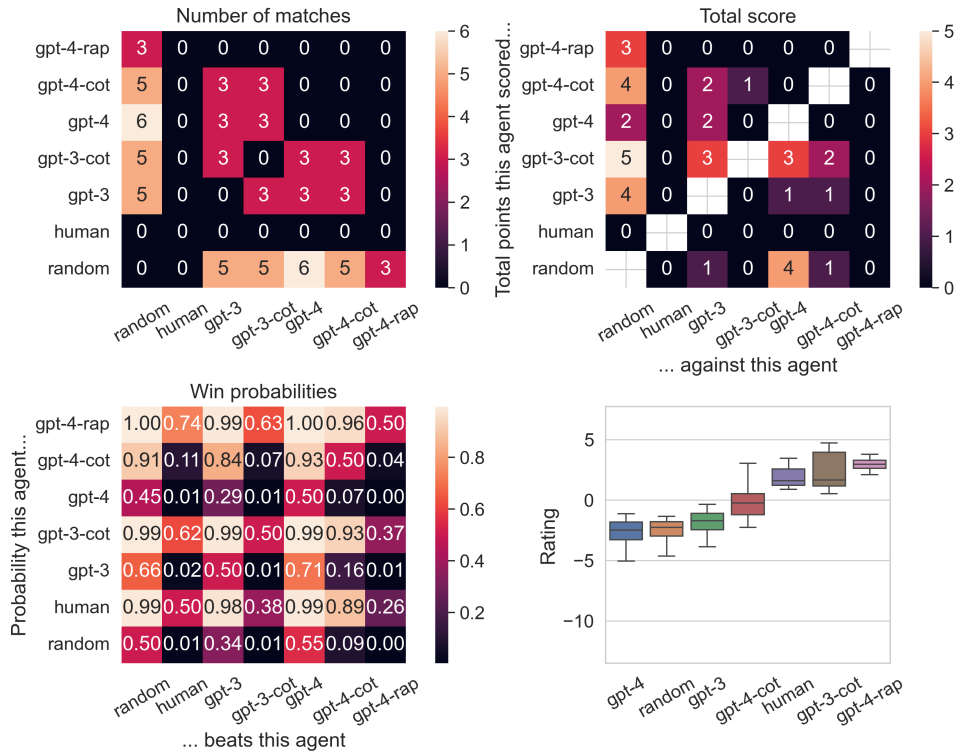 Number of matches
gpt-4-rap 3 0 0 0 0 0 0
gpt-4-cot 5 0 3 3 0 0 0
gpt-4 6 0 3 3 0 0 0
gpt-3-cot 5 0 3 0 3 3 0
gpt-3 5 0 0 3 3 3 0
human 0 0 0 0 0 0 0
random 0 0 5 5 6 5 3
random human gpt-3 gpt-3-cot gpt-4 gpt-4-cot gpt-4-rap
6
5
4
3
2
1
0
Total score
Total points this agent scored...
gpt-4-rap 3 0 0 0 0 0
gpt-4-cot 4 0 2 1 0 0
gpt-4 2 0 2 0 0 0
gpt-3-cot 5 0 3 3 2 0
gpt-3 4 0 0 1 1 0
human 0 0 0 0 0 0
random 0 1 0 4 1 0
random human gpt-3 gpt-3-cot gpt-4 gpt-4-cot gpt-4-rap
... against this agent
5
4
3
2
1
0
Win probabilities
Probability this agent...
gpt-4-rap 1.00 0.74 0.99 0.63 1.00 0.96 0.50
gpt-4-cot 0.91 0.11 0.84 0.07 0.93 0.50 0.04
gpt-4 0.45 0.01 0.29 0.01 0.50 0.07 0.00
gpt-3-cot 0.99 0.62 0.99 0.50 0.99 0.93 0.37
gpt-3 0.66 0.02 0.50 0.01 0.71 0.16 0.01
human 0.99 0.50 0.98 0.38 0.99 0.89 0.26
random 0.50 0.01 0.34 0.01 0.55 0.09 0.00
random human gpt-3 gpt-3-cot gpt-4 gpt-4-cot gpt-4-rap
... beats this agent
0.8
0.6
0.4
0.2
Rating
5
0
−5
−10
gpt-4 random gpt-3 gpt-4-cot human gpt-3-cot gpt-4-rap